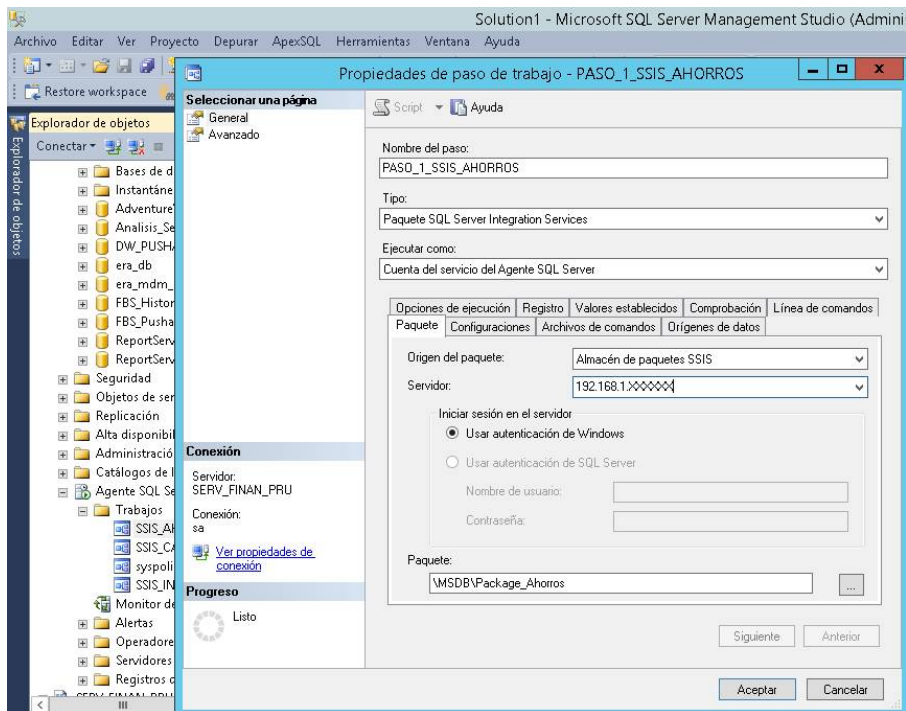 Solution1 - Microsoft SQL Server Management Studio (Admini
Archivo Editar Ver Proyecto Depurar ApexSQL Herramientas Ventana Ayuda
Restore workspace
Explorador de objetos
Explorador de objetos
Conectar
Bases de d
Instantáne
Adventure
Analisis_Se
DW_PUSHA
era_db
era_mdm_
FBS_Histor
FBS_Pusha
ReportServ
ReportServ
Seguridad
Objetos de ser
Replicación
Alta disponibil
Administració
Catálogos de I
Agente SQL Se
Trabajos
SSIS_AH
SSIS_CA
syspoli
SSIS_IN
Monitor de
Alertas
Operadore
Servidores
Registros d
Propiedades de paso de trabajo - PASO_1_SSIS_AHORROS
Seleccionar una página
General
Avanzado
Conexión
Servidor:
SERV_FINAN_PRU
Conexión:
sa
Ver propiedades de
conexión
Progreso
Listo
Script Ayuda
Nombre del paso:
PASO_1_SSIS_AHORROS
Tipo:
Paquete SQL Server Integration Services
Ejecutar como:
Cuenta del servicio del Agente SQL Server
Opciones de ejecución Registro Valores establecidos Comprobación Línea de comandos
Paquete Configuraciones Archivos de comandos Orígenes de datos
Origen del paquete: Almacén de paquetes SSIS
Servidor: 192.168.1.XXXXXX
Iniciar sesión en el servidor
Usar autenticación de Windows
Usar autenticación de SQL Server
Nombre de usuario:
Contraseña:
Paquete:
\MSDB\Package_Ahorros
...
Siguiente Anterior
Aceptar Cancelar